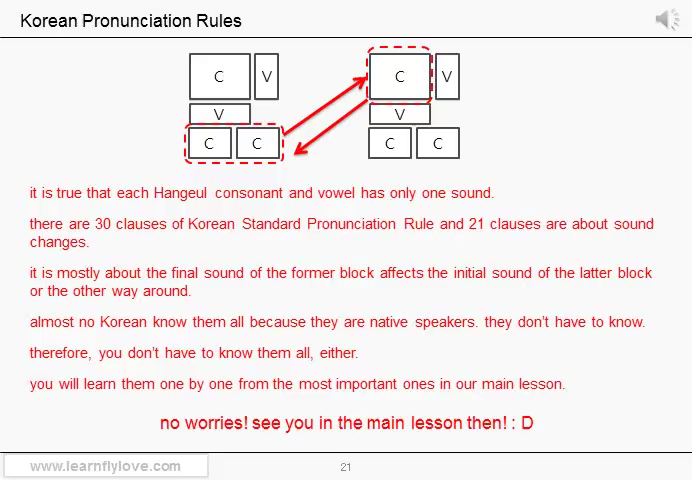 Korean Pronunciation Rules
C V
V
C C
C V
V
C C
it is true that each Hangeul consonant and vowel has only one sound.
there are 30 clauses of Korean Standard Pronunciation Rule and 21 clauses are about sound
changes.
it is mostly about the final sound of the former block affects the initial sound of the latter block
or the other way around.
almost no Korean know them all because they are native speakers. they don't have to know.
therefore, you don't have to know them all, either.
you will learn them one by one from the most important ones in our main lesson.
no worries! see you in the main lesson then! : D
www.learnflylove.com
21